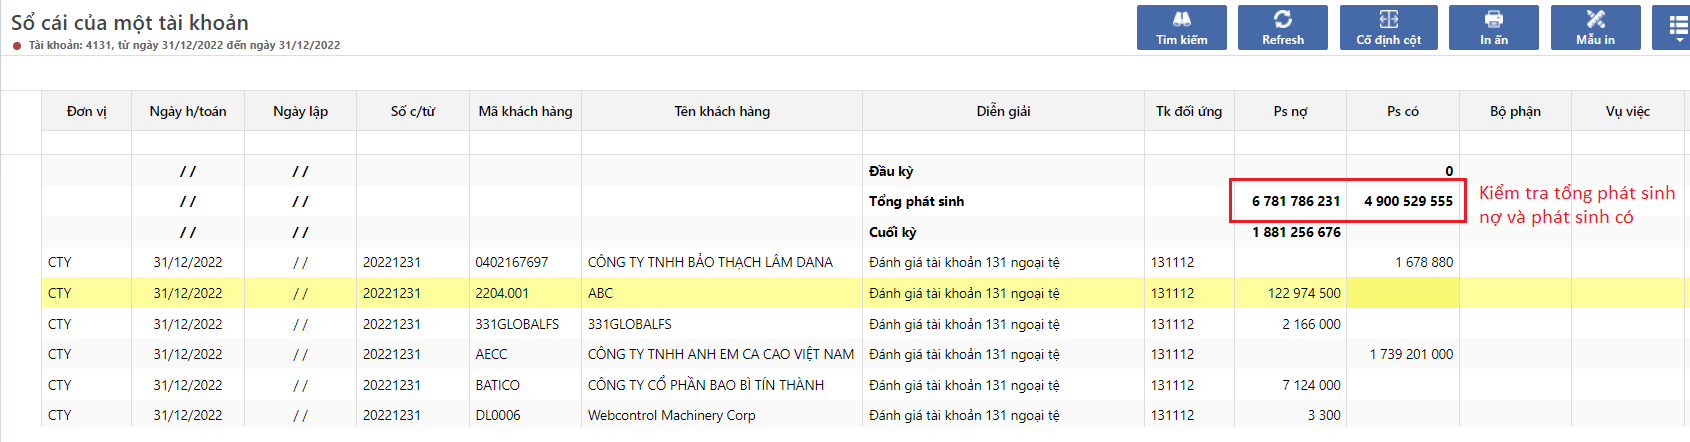 Sổ cái của một tài khoản
Tài khoản: 4131, từ ngày 31/12/2022 đến ngày 31/12/2022
Tìm kiếm Refresh Cố định cột In ấn Mẫu in
Đơn vị Ngày h/toán Ngày lập Số c/từ Mã khách hàng Tên khách hàng Diễn giải Tk đối ứng Ps nợ Ps có Bộ phận Vụ việc
/ / / / Đầu kỳ 0
/ / / / Tổng phát sinh 6 781 786 231 4 900 529 555
Kiểm tra tổng phát sinh
nợ và phát sinh có
/ / / / Cuối kỳ 1 881 256 676
CTY 31/12/2022 / / 20221231 0402167697 CÔNG TY TNHH BẢO THẠCH LÂM DANA Đánh giá tài khoản 131 ngoại tệ 131112 1 678 880
CTY 31/12/2022 / / 20221231 2204.001 ABC Đánh giá tài khoản 131 ngoại tệ 131112 122 974 500
CTY 31/12/2022 / / 20221231 331GLOBALFS 331GLOBALFS Đánh giá tài khoản 131 ngoại tệ 131112 2 166 000
CTY 31/12/2022 / / 20221231 AECC CÔNG TY TNHH ANH EM CA CAO VIỆT NAM Đánh giá tài khoản 131 ngoại tệ 131112 1 739 201 000
CTY 31/12/2022 / / 20221231 BATICO CÔNG TY CỔ PHẦN BAO BÌ TÍN THÀNH Đánh giá tài khoản 131 ngoại tệ 131112 7 124 000
CTY 31/12/2022 / / 20221231 DL0006 Webcontrol Machinery Corp Đánh giá tài khoản 131 ngoại tệ 131112 3 300